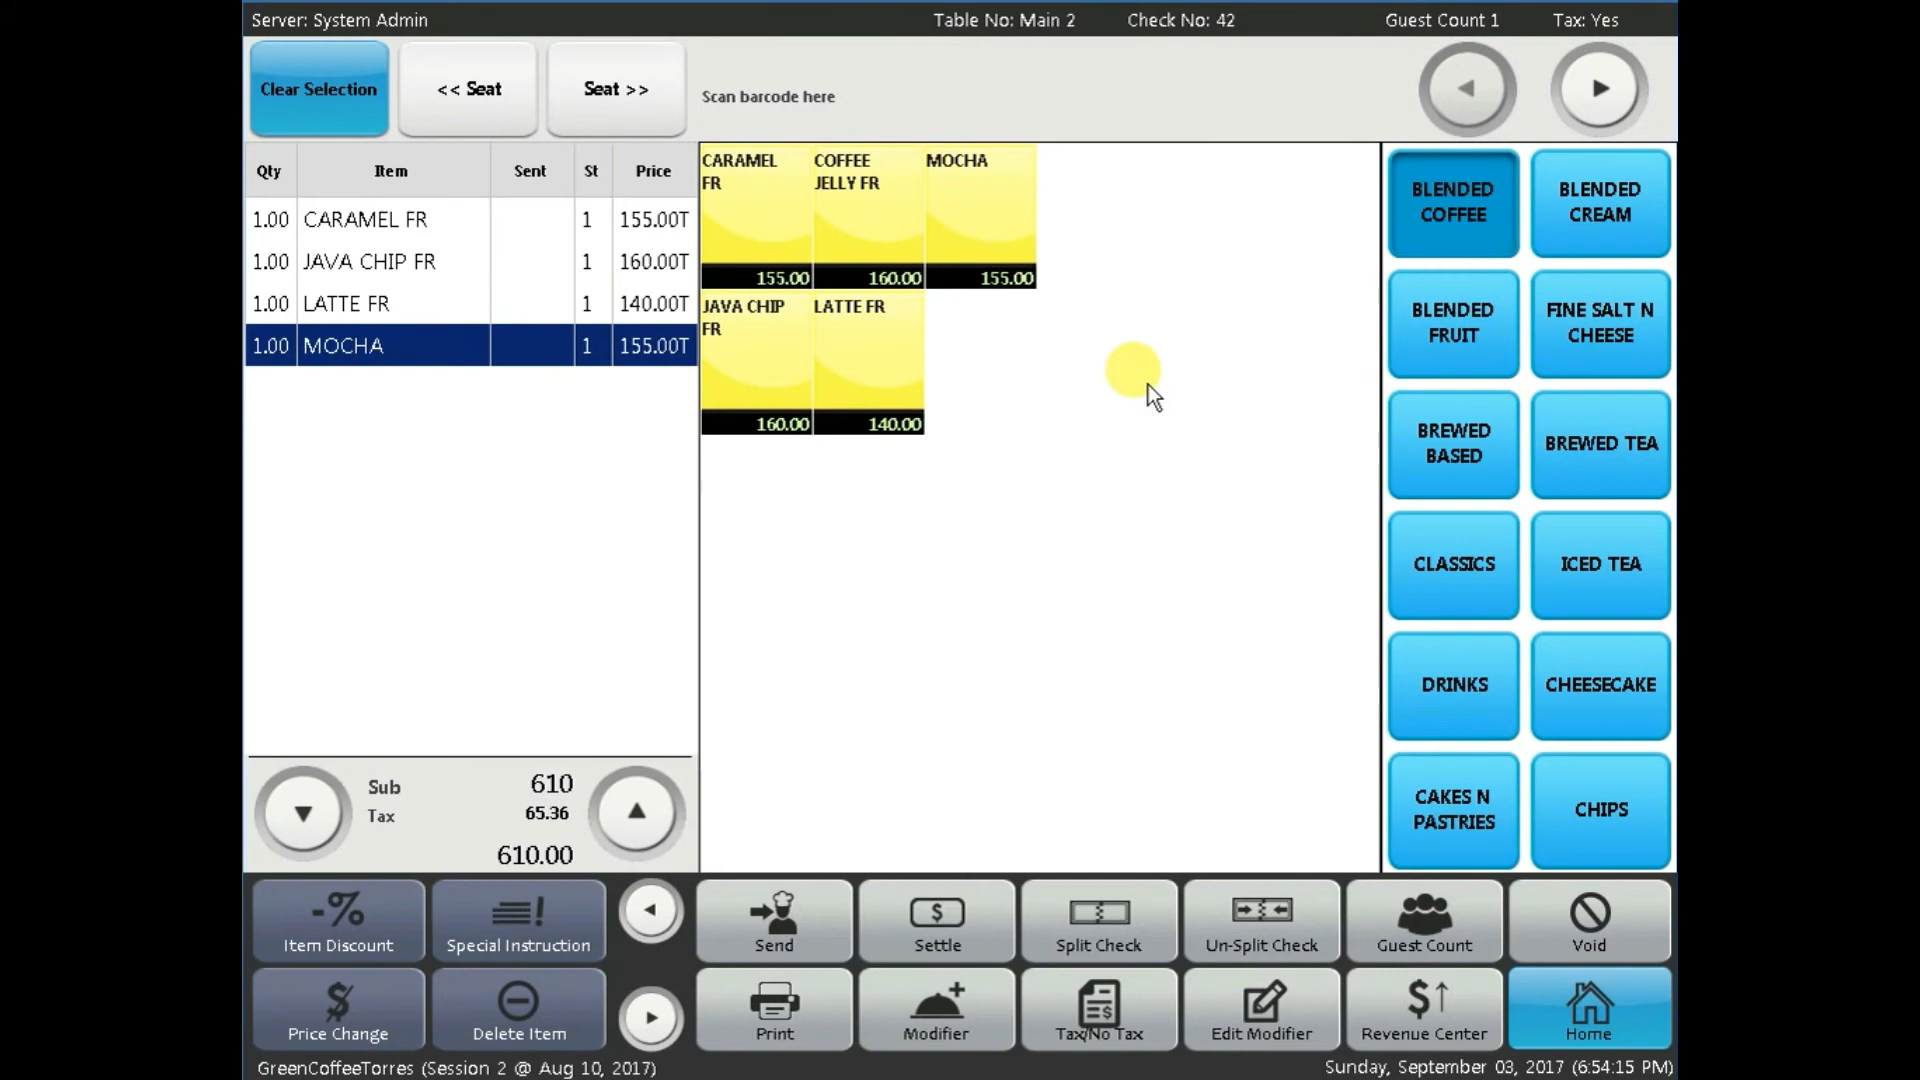 Server: System Admin
Table No: Main 2
Check No: 42
Guest Count 1
Tax: Yes
Clear Selection
<< Seat
Seat >>
Scan barcode here
Qty Item Sent St Price
1.00 CARAMEL FR 1 155.00T
1.00 JAVA CHIP FR 1 160.00T
1.00 LATTE FR 1 140.00T
1.00 MOCHA 1 155.00T
Sub 610
Tax 65.36
610.00
CARAMEL
FR
155.00
COFFEE
JELLY FR
160.00
MOCHA
155.00
JAVA CHIP
FR
160.00
LATTE FR
140.00
BLENDED
COFFEE
BLENDED
CREAM
BLENDED
FRUIT
FINE SALT N
CHEESE
BREWED
BASED
BREWED TEA
CLASSICS
ICED TEA
DRINKS
CHEESECAKE
CAKES N
PASTRIES
CHIPS
-%
Item Discount
Special Instruction
Send
Settle
Split Check
Un-Split Check
Guest Count
Void
Price Change
Delete Item
Print
Modifier
Tax/No Tax
Edit Modifier
Revenue Center
Home
GreenCoffeeTorres (Session 2 @ Aug 10, 2017)
Sunday, September 03, 2017 (6:54:15 PM)